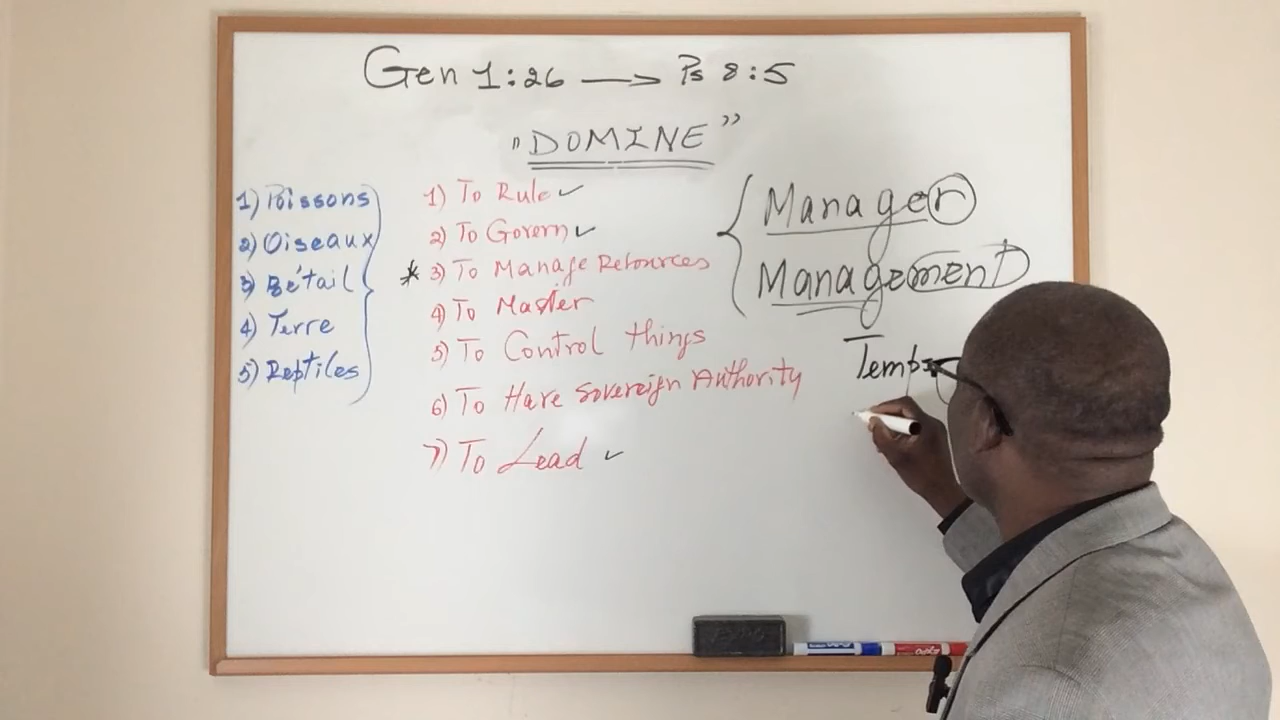 Gen 1:26 → Ps 8:5
"DOMINE"
1) Poissons
2) Oiseaux
3) Bétail
4) Terre
5) Reptiles
1) To Rule ✓
2) To Govern ✓
* 3) To Manage Resources
4) To Master
5) To Control things
6) To Have Sovereign Authority
7) To Lead ✓
Manager
Management
Temps
EXPO